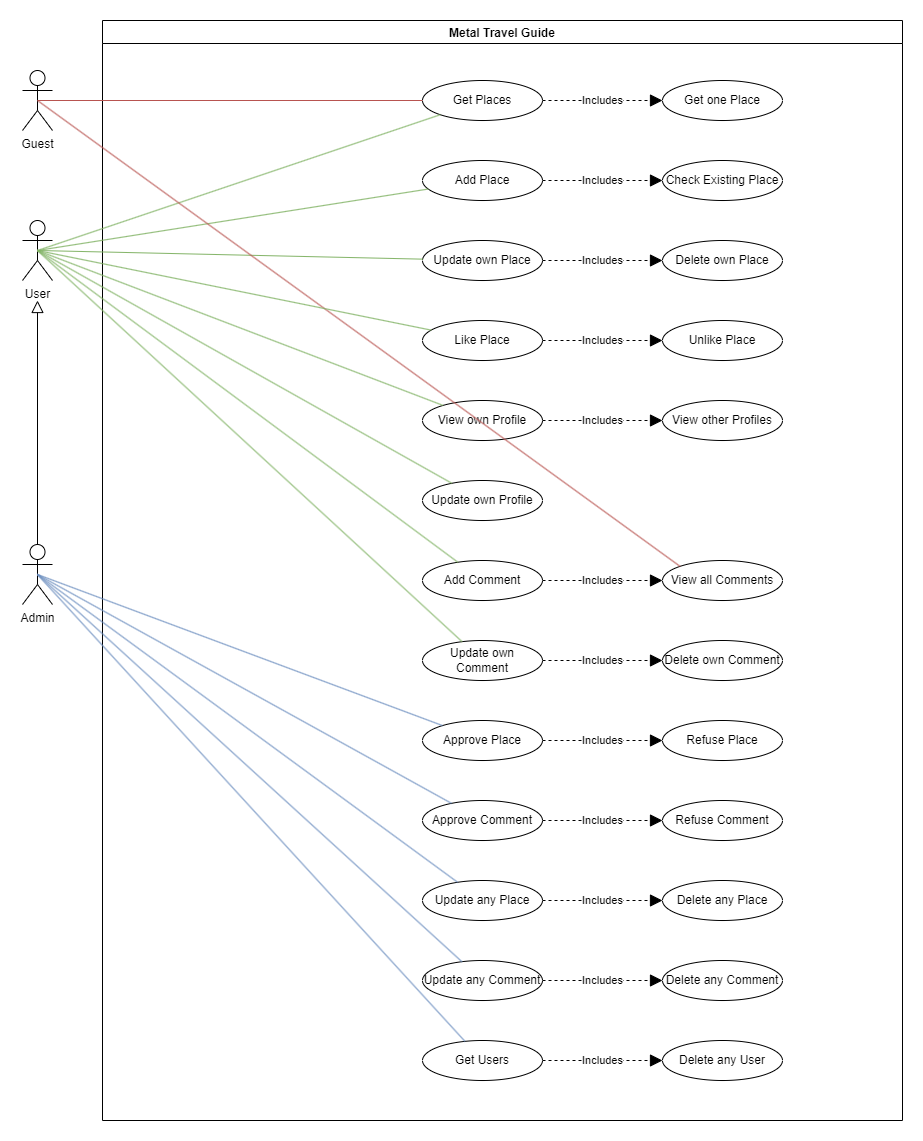 Metal Travel Guide
Guest
Get Places
Includes
Get one Place
Add Place
Includes
Check Existing Place
User
Update own Place
Includes
Delete own Place
Like Place
Includes
Unlike Place
View own Profile
Includes
View other Profiles
Update own Profile
Admin
Add Comment
Includes
View all Comments
Update own
Comment
Includes
Delete own Comment
Approve Place
Includes
Refuse Place
Approve Comment
Includes
Refuse Comment
Update any Place
Includes
Delete any Place
Update any Comment
Includes
Delete any Comment
Get Users
Includes
Delete any User